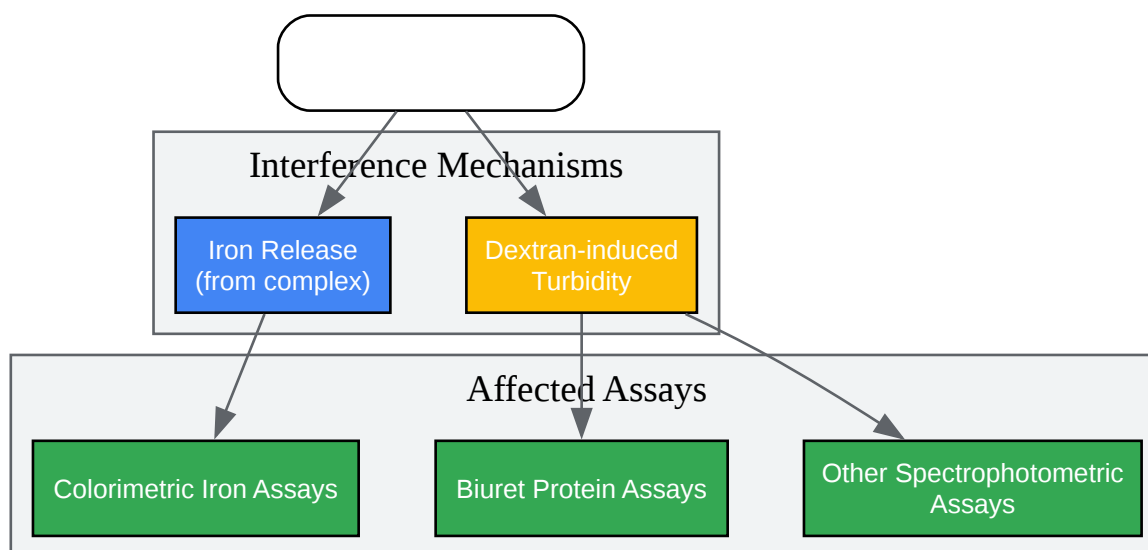 Interference Mechanisms
Iron Release
(from complex)
Dextran-induced
Turbidity
Affected Assays
Colorimetric Iron Assays
Biuret Protein Assays
Other Spectrophotometric
Assays